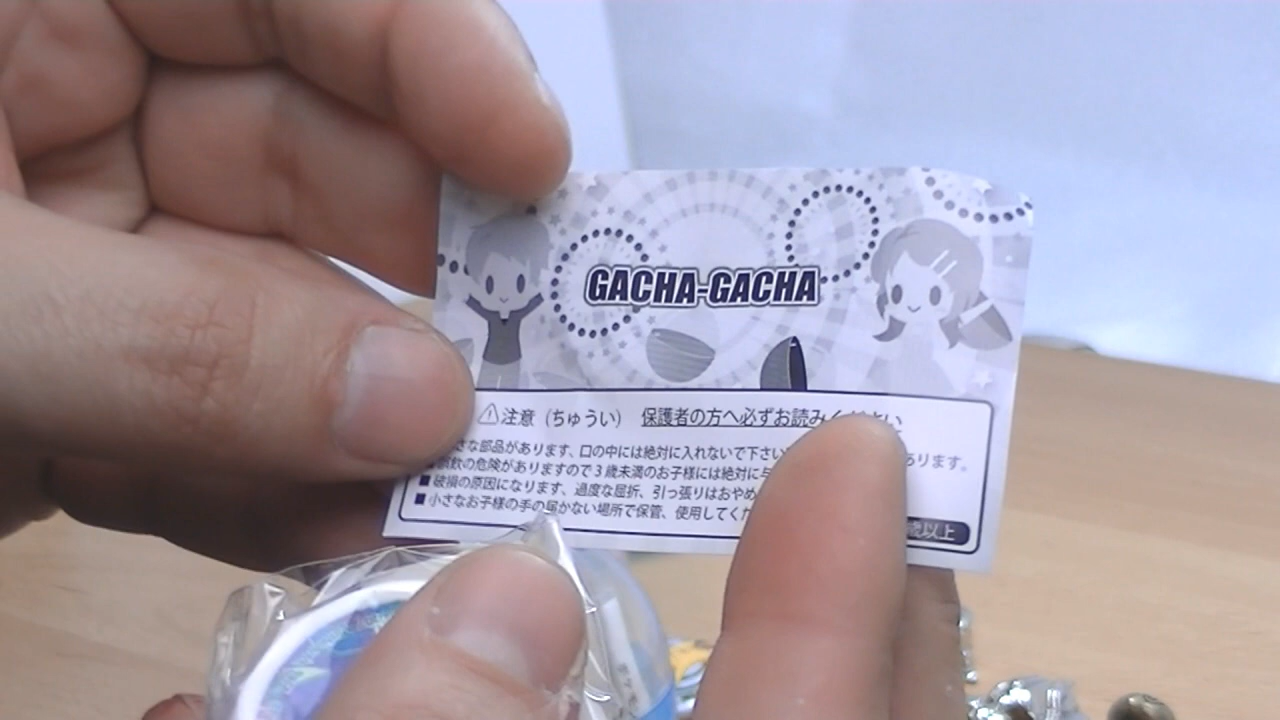 GACHA-GACHA
⚠注意（ちゅうい） 保護者の方へ必ずお読みください
さな部品があります、口の中には絶対に入れないで下さい あります。
誤飲の危険がありますので3歳未満のお子様には絶対に与
■破損の原因になります、過度な屈折、引っ張りはおやめ
■小さなお子様の手の届かない場所で保管、使用してくだ
歳以上